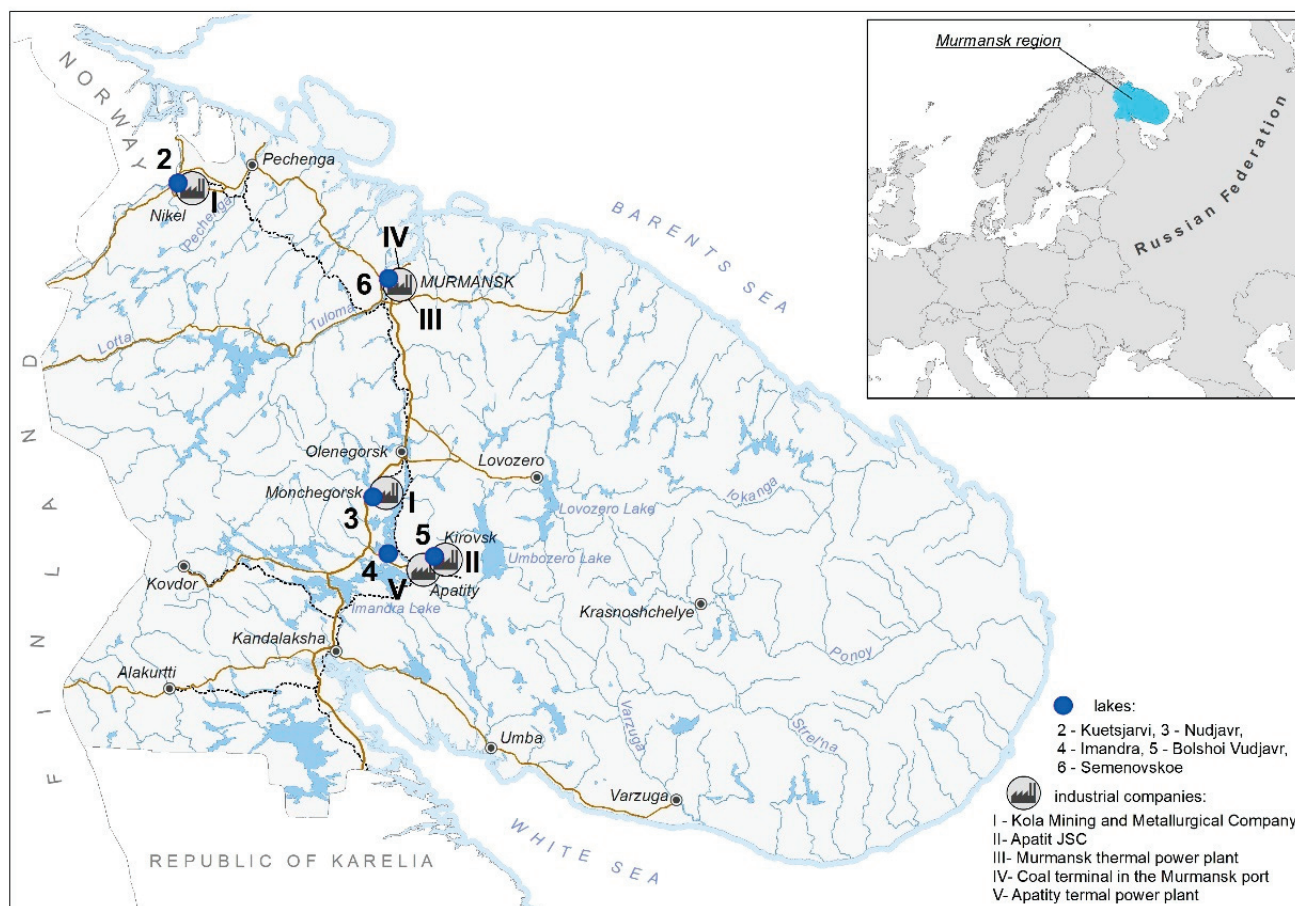 NORWAY
2
Pechenga
Nikel
I
Pechenga
IV
6
MURMANSK
III
BARENTS SEA
Tuloma
Lotta
FINLAND
Olenegorsk
Lovozero
Monchegorsk
I
3
Iokanga
Lovozero Lake
5
Kirovsk
4
II
Umbozero Lake
V
Apatity
Kovdor
Imandra Lake
Krasnoshchelye
Kandalaksha
Ponoy
Alakurtti
Varzuga
Strel'na
Umba
Varzuga
WHITE SEA
REPUBLIC OF KARELIA
Murmansk region
Russian Federation
lakes:
2 - Kuetsjarvi, 3 - Nudjavr,
4 - Imandra, 5 - Bolshoi Vudjavr,
6 - Semenovskoe
industrial companies:
I - Kola Mining and Metallurgical Company
II- Apatit JSC
III- Murmansk thermal power plant
IV- Coal terminal in the Murmansk port
V- Apatity termal power plant